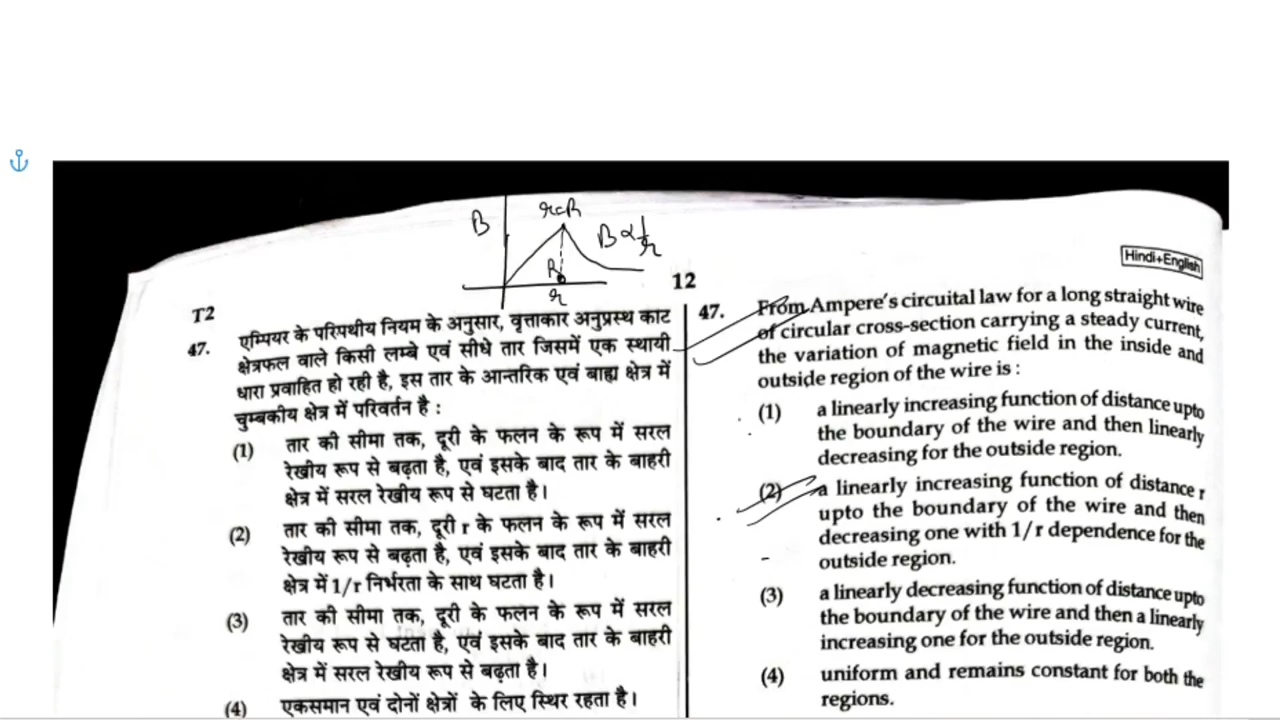 B
r=R
B∝1/r
R
r
Hindi+English
12
T2
47.
एम्पियर के परिपथीय नियम के अनुसार, वृत्ताकार अनुप्रस्थ काट
क्षेत्रफल वाले किसी लम्बे एवं सीधे तार जिसमें एक स्थायी
धारा प्रवाहित हो रही है, इस तार के आन्तरिक एवं बाह्य क्षेत्र में
चुम्बकीय क्षेत्र में परिवर्तन है :
(1) तार की सीमा तक, दूरी के फलन के रूप में सरल
रेखीय रूप से बढ़ता है, एवं इसके बाद तार के बाहरी
क्षेत्र में सरल रेखीय रूप से घटता है।
(2) तार की सीमा तक, दूरी r के फलन के रूप में सरल
रेखीय रूप से बढ़ता है, एवं इसके बाद तार के बाहरी
क्षेत्र में 1/r निर्भरता के साथ घटता है।
(3) तार की सीमा तक, दूरी के फलन के रूप में सरल
रेखीय रूप से घटता है, एवं इसके बाद तार के बाहरी
क्षेत्र में सरल रेखीय रूप से बढ़ता है।
(4) एकसमान एवं दोनों क्षेत्रों के लिए स्थिर रहता है।
47. From Ampere's circuital law for a long straight wire
of circular cross-section carrying a steady current,
the variation of magnetic field in the inside and
outside region of the wire is :
(1) a linearly increasing function of distance upto
the boundary of the wire and then linearly
decreasing for the outside region.
(2) a linearly increasing function of distance r
upto the boundary of the wire and then
decreasing one with 1/r dependence for the
outside region.
(3) a linearly decreasing function of distance upto
the boundary of the wire and then a linearly
increasing one for the outside region.
(4) uniform and remains constant for both the
regions.